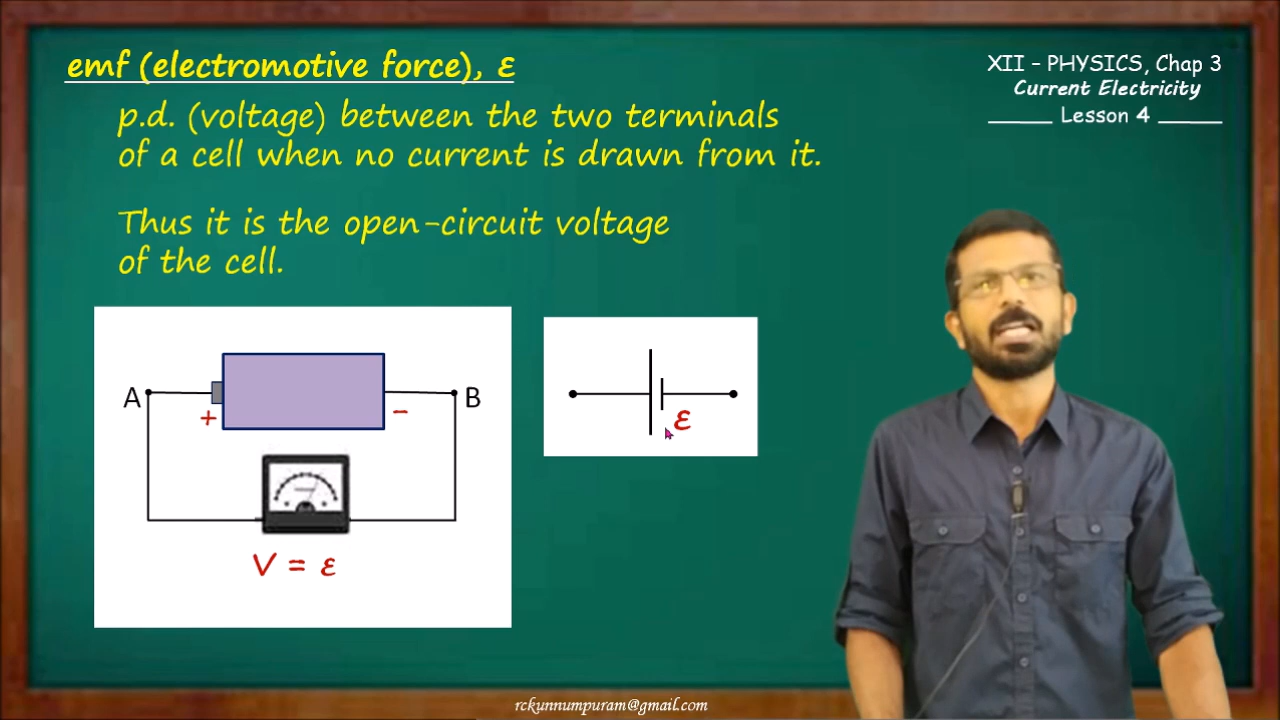 emf (electromotive force), ε
p.d. (voltage) between the two terminals
of a cell when no current is drawn from it.
Thus it is the open-circuit voltage
of the cell.
XII – PHYSICS, Chap 3
Current Electricity
______ Lesson 4 ______
A
B
+
−
V = ε
ε
rckunnumpuram@gmail.com